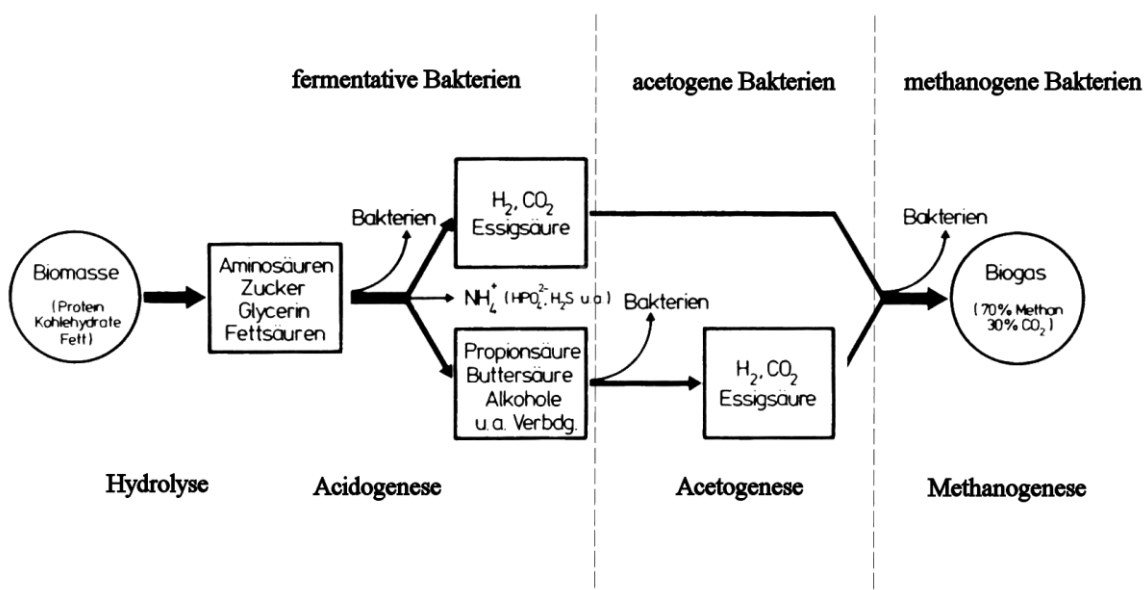 fermentative Bakterien
acetogene Bakterien
methanogene Bakterien
Biomasse
(Protein
Kohlehydrate
Fett)
Aminosäuren
Zucker
Glycerin
Fettsäuren
Bakterien
H₂, CO₂
Essigsäure
NH₄⁺ (HPO₄²⁻, H₂S u.a)
Propionsäure
Buttersäure
Alkohole
u.a. Verbdg.
Bakterien
H₂, CO₂
Essigsäure
Bakterien
Biogas
(70% Methan
30% CO₂)
Hydrolyse
Acidogenese
Acetogenese
Methanogenese